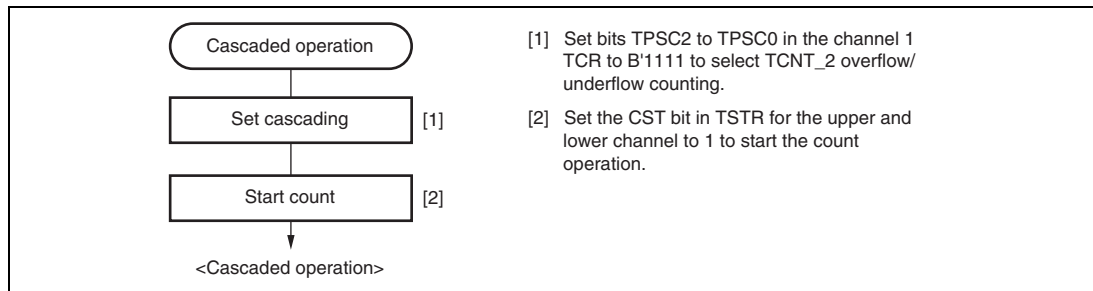 Cascaded operation
Set cascading
[1]
Start count
[2]
<Cascaded operation>
[1] Set bits TPSC2 to TPSC0 in the channel 1
TCR to B'1111 to select TCNT_2 overflow/
underflow counting.
[2] Set the CST bit in TSTR for the upper and
lower channel to 1 to start the count
operation.